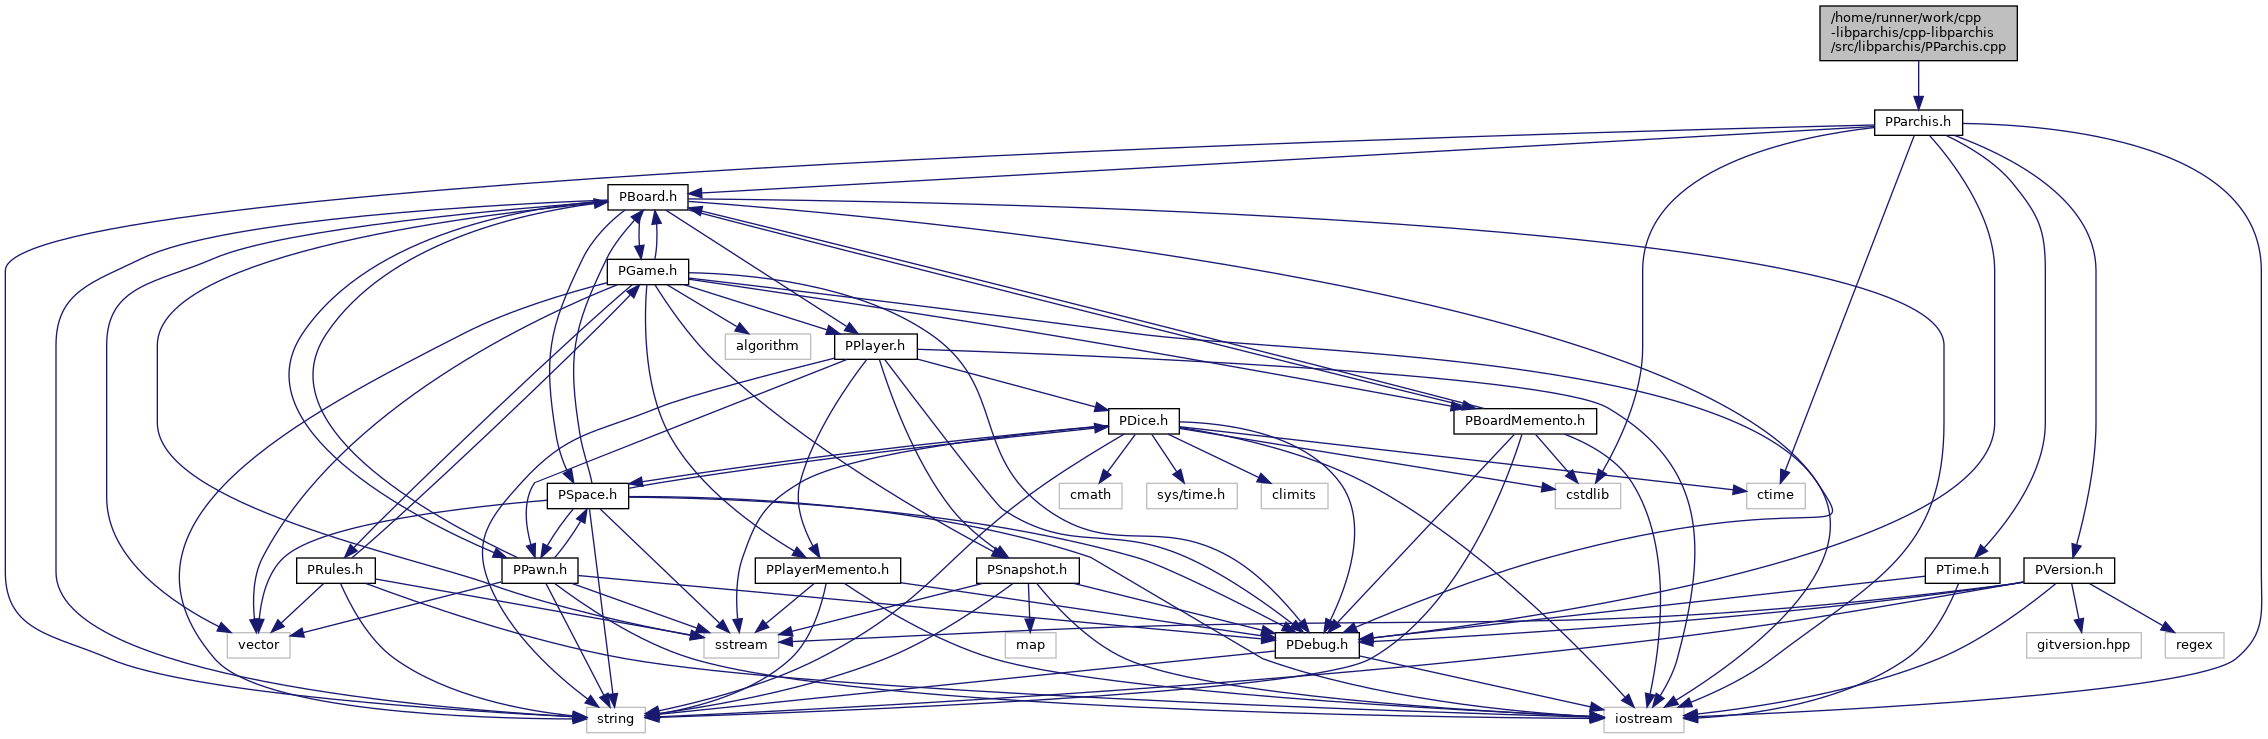 /home/runner/work/cpp
-libparchis/cpp-libparchis
/src/libparchis/PParchis.cpp
PParchis.h
PBoard.h
PGame.h
algorithm
PPlayer.h
PDice.h
PBoardMemento.h
PSpace.h
cmath
sys/time.h
climits
cstdlib
ctime
PRules.h
PPawn.h
PPlayerMemento.h
PSnapshot.h
PTime.h
PVersion.h
vector
sstream
map
PDebug.h
gitversion.hpp
regex
string
iostream